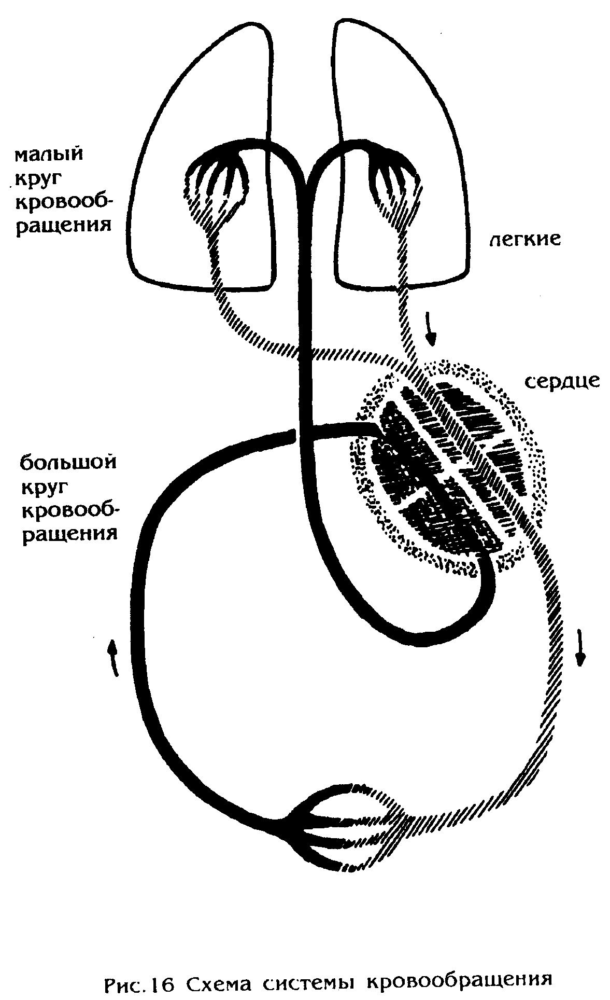 малый
круг
кровооб-
ращения
легкие
сердце
большой
круг
кровооб-
ращения
Рис.16 Схема системы кровообращения